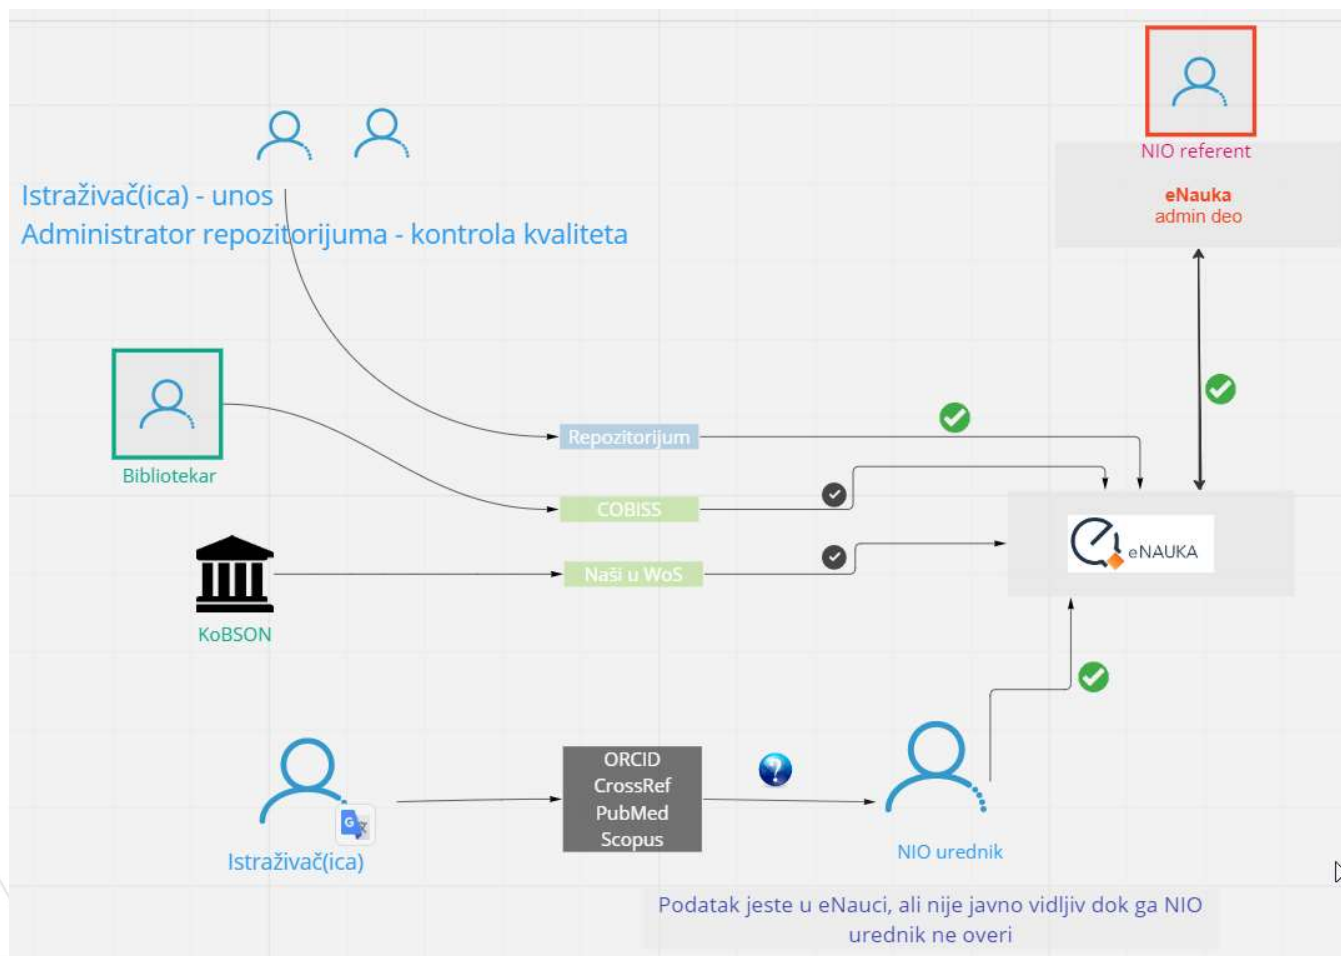 NIO referent
eNauka
admin deo
Istraživač(ica) - unos
Administrator repozitorijuma - kontrola kvaliteta
Bibliotekar
Repozitorijum
COBISS
Naši u WoS
eNAUKA
KoBSON
ORCID
CrossRef
PubMed
Scopus
G
Istraživač(ica)
NIO urednik
Podatak jeste u eNauci, ali nije javno vidljiv dok ga NIO
urednik ne overi